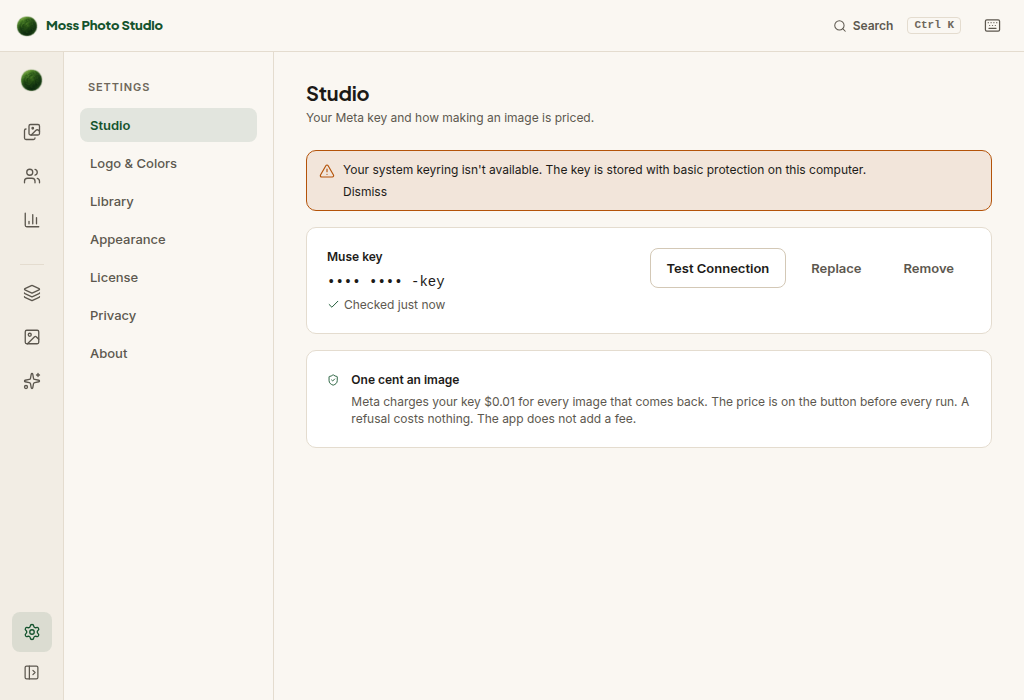 Moss Photo Studio
Search
Ctrl K
SETTINGS
Studio
Logo & Colors
Library
Appearance
License
Privacy
About
Studio
Your Meta key and how making an image is priced.
Your system keyring isn't available. The key is stored with basic protection on this computer.
Dismiss
Muse key
•••• •••• -key
Checked just now
Test Connection
Replace
Remove
One cent an image
Meta charges your key $0.01 for every image that comes back. The price is on the button before every run. A
refusal costs nothing. The app does not add a fee.